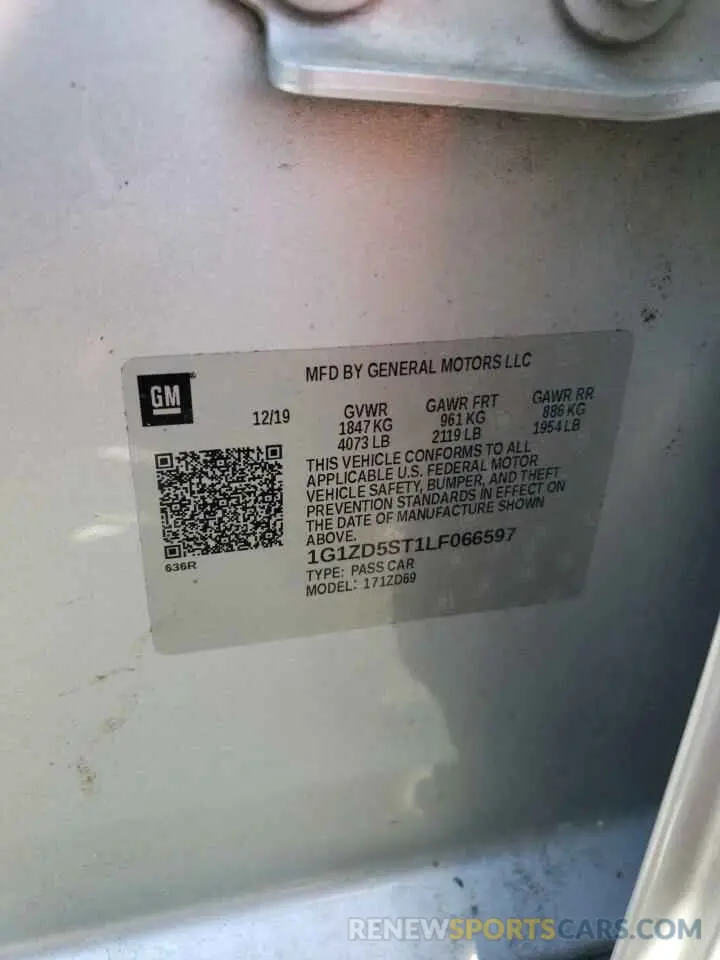 MFD BY GENERAL MOTORS LLC
GM
12/19
GVWR GAWR FRT GAWR RR
1847 KG 961 KG 886 KG
4073 LB 2119 LB 1954 LB
THIS VEHICLE CONFORMS TO ALL
APPLICABLE U.S. FEDERAL MOTOR
VEHICLE SAFETY, BUMPER, AND THEFT
PREVENTION STANDARDS IN EFFECT ON
THE DATE OF MANUFACTURE SHOWN
ABOVE.
1G1ZD5ST1LF066597
636R
TYPE: PASS CAR
MODEL: 171ZD69
RENEWSPORTSCARS.COM